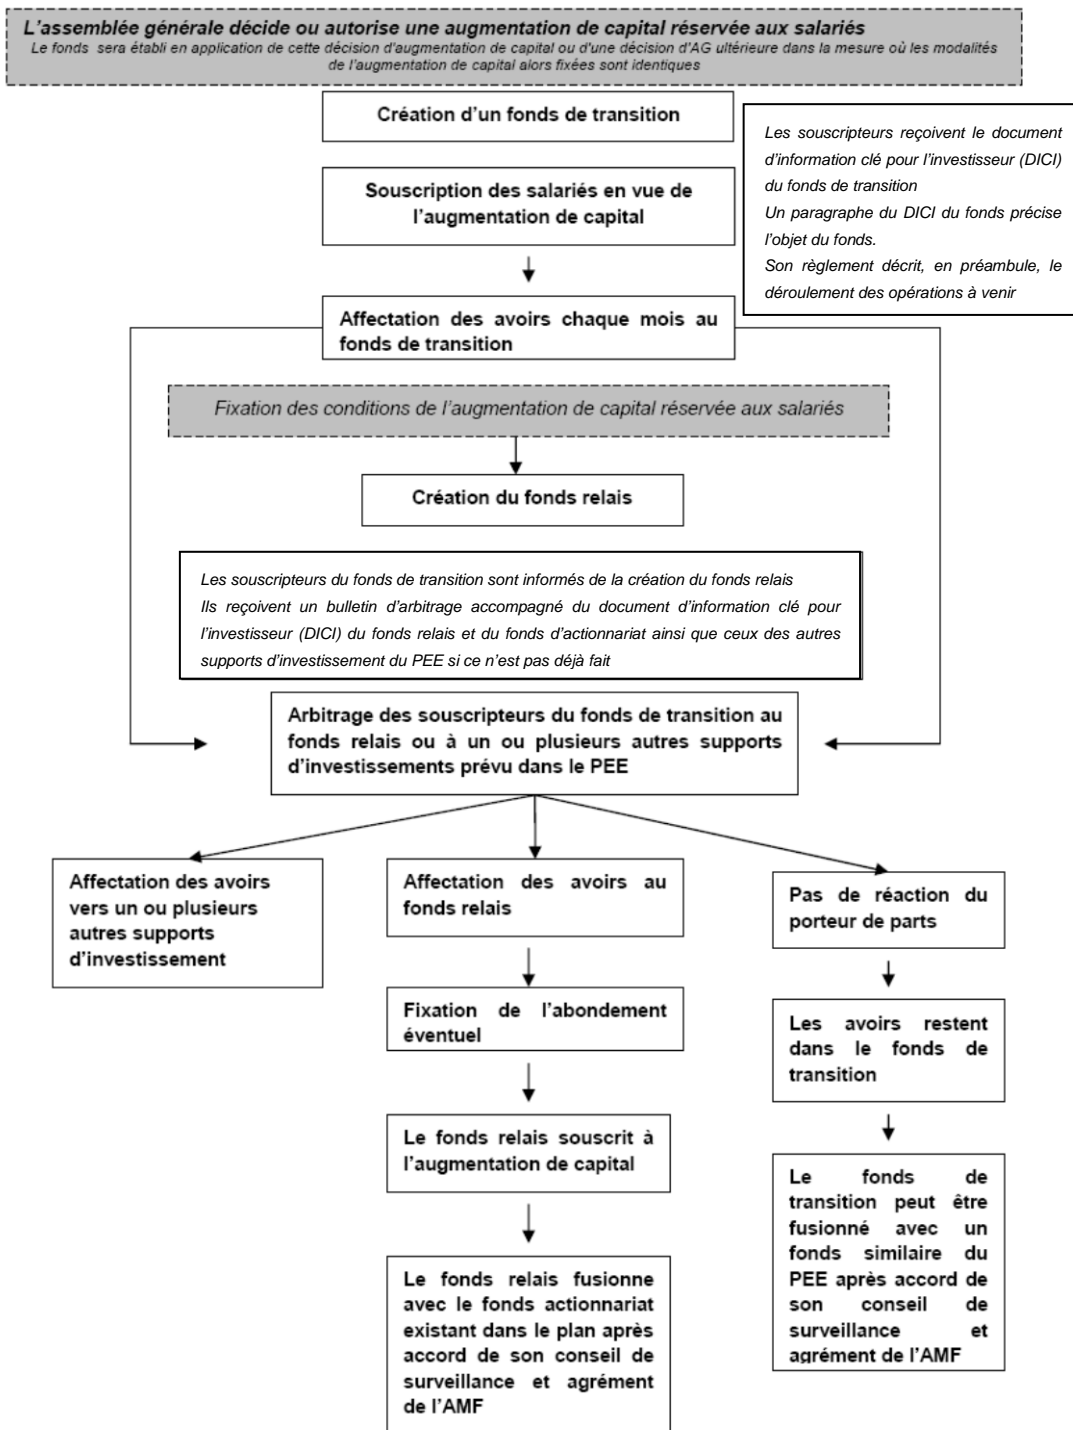 L'assemblée générale décide ou autorise une augmentation de capital réservée aux salariés
Le fonds sera établi en application de cette décision d'augmentation de capital ou d'une décision d'AG ultérieure dans la mesure où les modalités
de l'augmentation de capital alors fixées sont identiques
Création d'un fonds de transition
Les souscripteurs reçoivent le document
d'information clé pour l'investisseur (DICI)
du fonds de transition
Un paragraphe du DICI du fonds précise
l'objet du fonds.
Son règlement décrit, en préambule, le
déroulement des opérations à venir
Souscription des salariés en vue de
l'augmentation de capital
Affectation des avoirs chaque mois au
fonds de transition
Fixation des conditions de l'augmentation de capital réservée aux salariés
Création du fonds relais
Les souscripteurs du fonds de transition sont informés de la création du fonds relais
Ils reçoivent un bulletin d'arbitrage accompagné du document d'information clé pour
l'investisseur (DICI) du fonds relais et du fonds d'actionnariat ainsi que ceux des autres
supports d'investissement du PEE si ce n'est pas déjà fait
Arbitrage des souscripteurs du fonds de transition au
fonds relais ou à un ou plusieurs autres supports
d'investissements prévu dans le PEE
Affectation des avoirs
vers un ou plusieurs
autres supports
d'investissement
Affectation des avoirs au
fonds relais
Fixation de l'abondement
éventuel
Le fonds relais souscrit à
l'augmentation de capital
Le fonds relais fusionne
avec le fonds actionnariat
existant dans le plan après
accord de son conseil de
surveillance et agrément
de l'AMF
Pas de réaction du
porteur de parts
Les avoirs restent
dans le fonds de
transition
Le fonds de
transition peut être
fusionné avec un
fonds similaire du
PEE après accord de
son conseil de
surveillance et
agrément de l'AMF